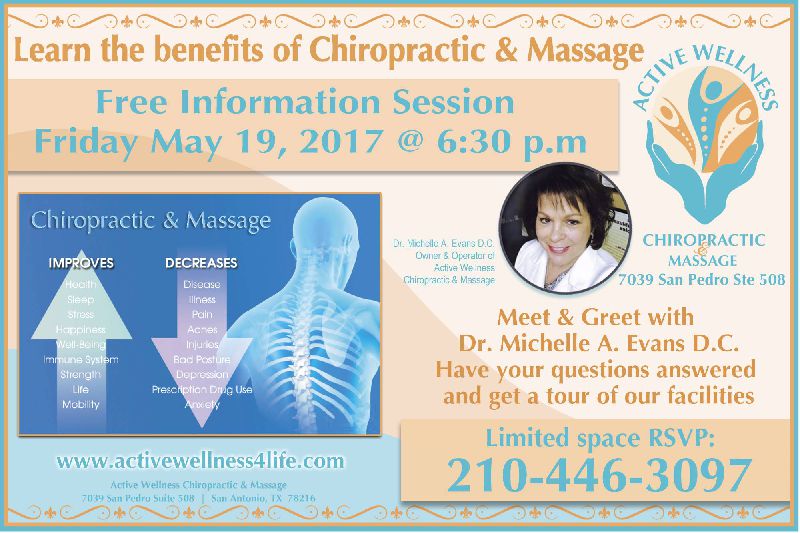 Learn the benefits of Chiropractic & Massage
Free Information Session
Friday May 19, 2017 @ 6:30 p.m
ACTIVE WELLNESS
CHIROPRACTIC
&
MASSAGE
7039 San Pedro Ste 508
Chiropractic & Massage
IMPROVES
Health
Sleep
Stress
Happiness
Well-Being
Immune System
Strength
Life
Mobility
DECREASES
Disease
Illness
Pain
Aches
Injuries
Bad Posture
Depression
Prescription Drug Use
Anxiety
Dr. Michelle A. Evans D.C.
Owner & Operator of
Active Wellness
Chiropractic & Massage
Meet & Greet with
Dr. Michelle A. Evans D.C.
Have your questions answered
and get a tour of our facilities
Limited space RSVP:
210-446-3097
www.activewellness4life.com
Active Wellness Chiropractic & Massage
7039 San Pedro Suite 508 | San Antonio, TX 78216